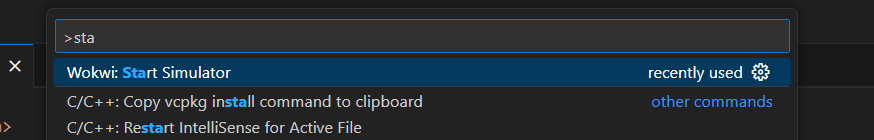 >sta
Wokwi: Start Simulator recently used
C/C++: Copy vcpkg install command to clipboard other commands
C/C++: Restart IntelliSense for Active File